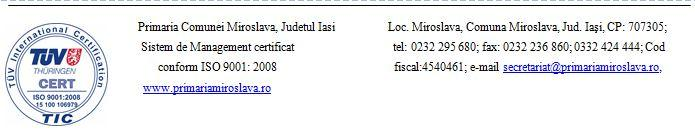 TÜV International Certification
TÜV
THÜRINGEN
CERT
ISO 9001:2008
15 100 106979
TIC
Primaria Comunei Miroslava, Judetul Iasi
Sistem de Management certificat
conform ISO 9001: 2008
www.primariamiroslava.ro
Loc. Miroslava, Comuna Miroslava, Jud. Iaşi, CP: 707305;
tel: 0232 295 680; fax: 0232 236 860; 0332 424 444; Cod
fiscal:4540461; e-mail secretariat@primariamiroslava.ro,